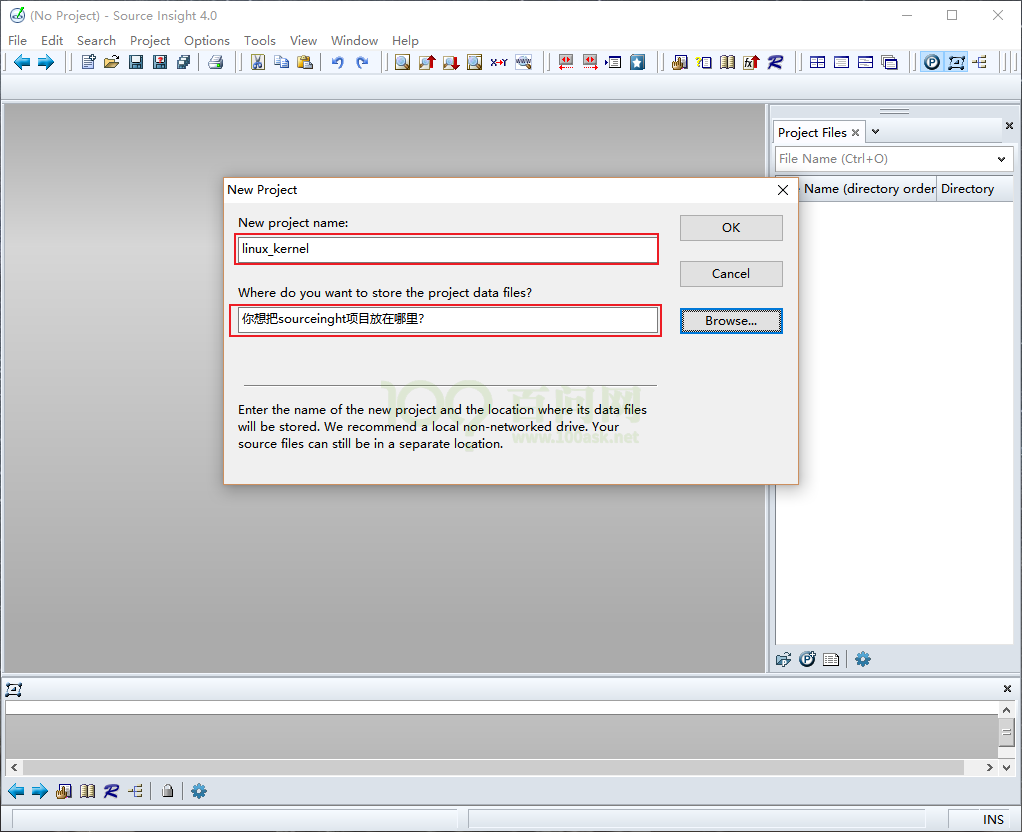 (No Project) - Source Insight 4.0
File Edit Search Project Options Tools View Window Help
Project Files
File Name (Ctrl+O)
Name (directory order
Directory
New Project
New project name:
OK
linux_kernel
Cancel
Where do you want to store the project data files?
你想把sourceinght项目放在哪里?
Browse...
Enter the name of the new project and the location where its data files
will be stored. We recommend a local non-networked drive. Your
source files can still be in a separate location.
100 百问网
www.100ask.net
INS